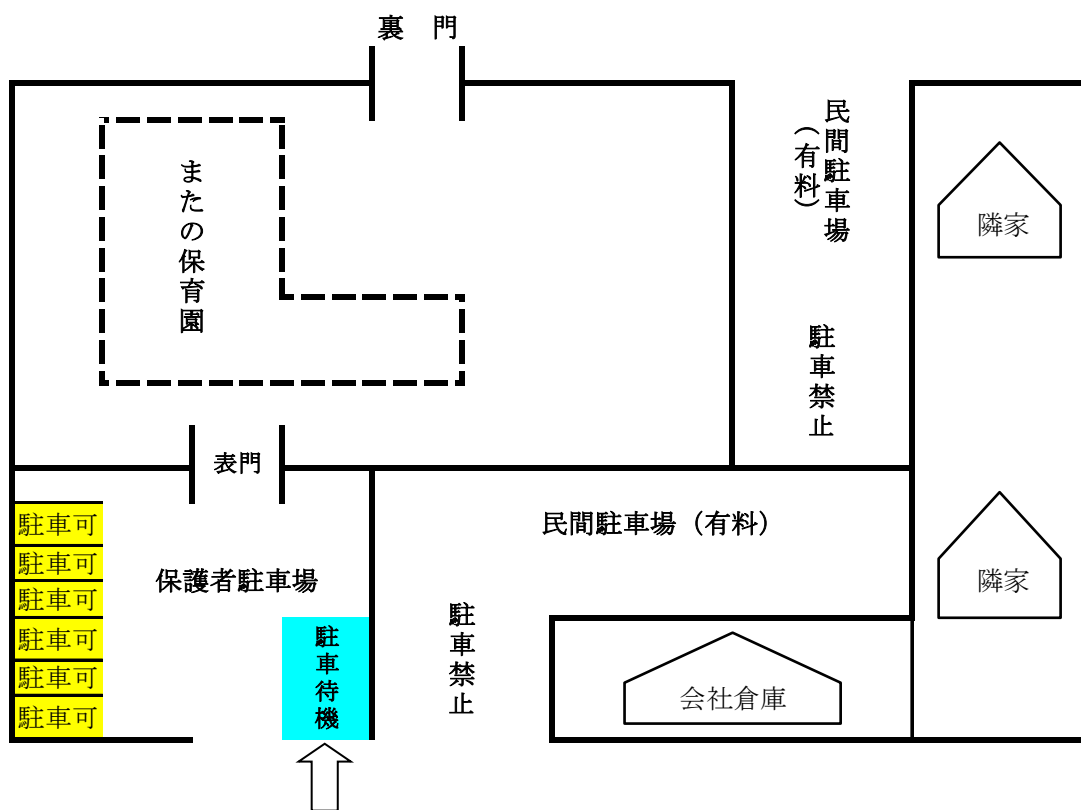 裏 門
民間駐車場
（有料）
隣家
またの保育園
駐車禁止
表門
駐車可
駐車可
駐車可
駐車可
駐車可
駐車可
保護者駐車場
駐車待機
民間駐車場（有料）
駐車禁止
隣家
会社倉庫